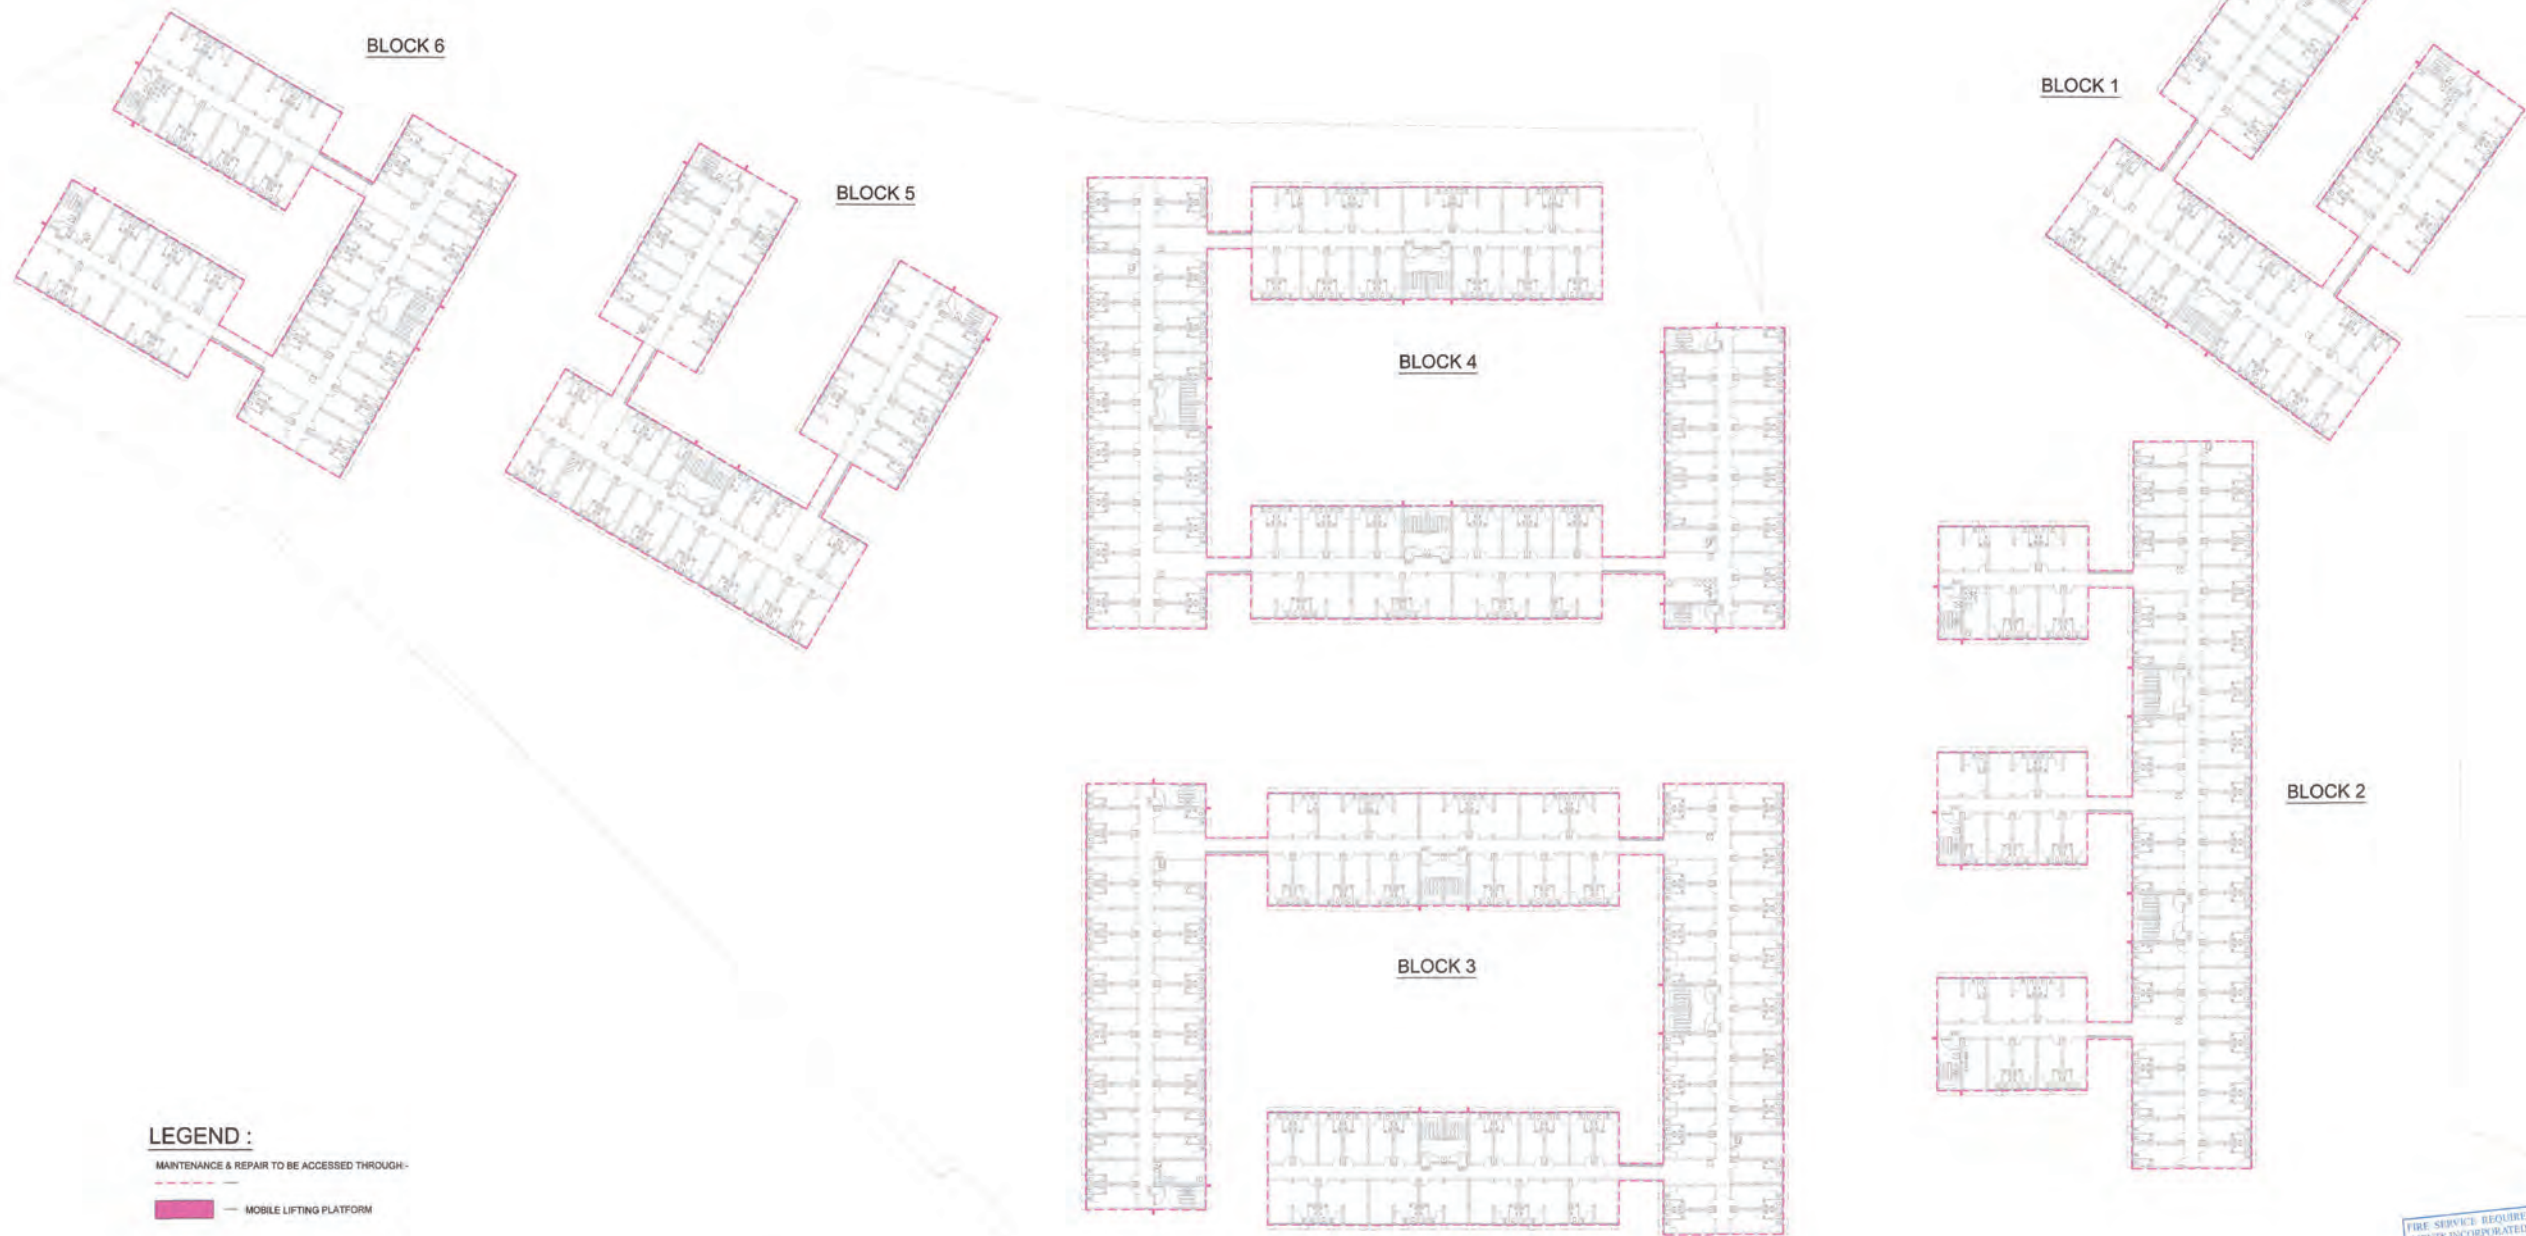 BLOCK 6
BLOCK 1
BLOCK 5
BLOCK 4
BLOCK 2
BLOCK 3
LEGEND :
MAINTENANCE & REPAIR TO BE ACCESSED THROUGH:-
— MOBILE LIFTING PLATFORM
FIRE SERVICE REQUIRE
INCORPORATED